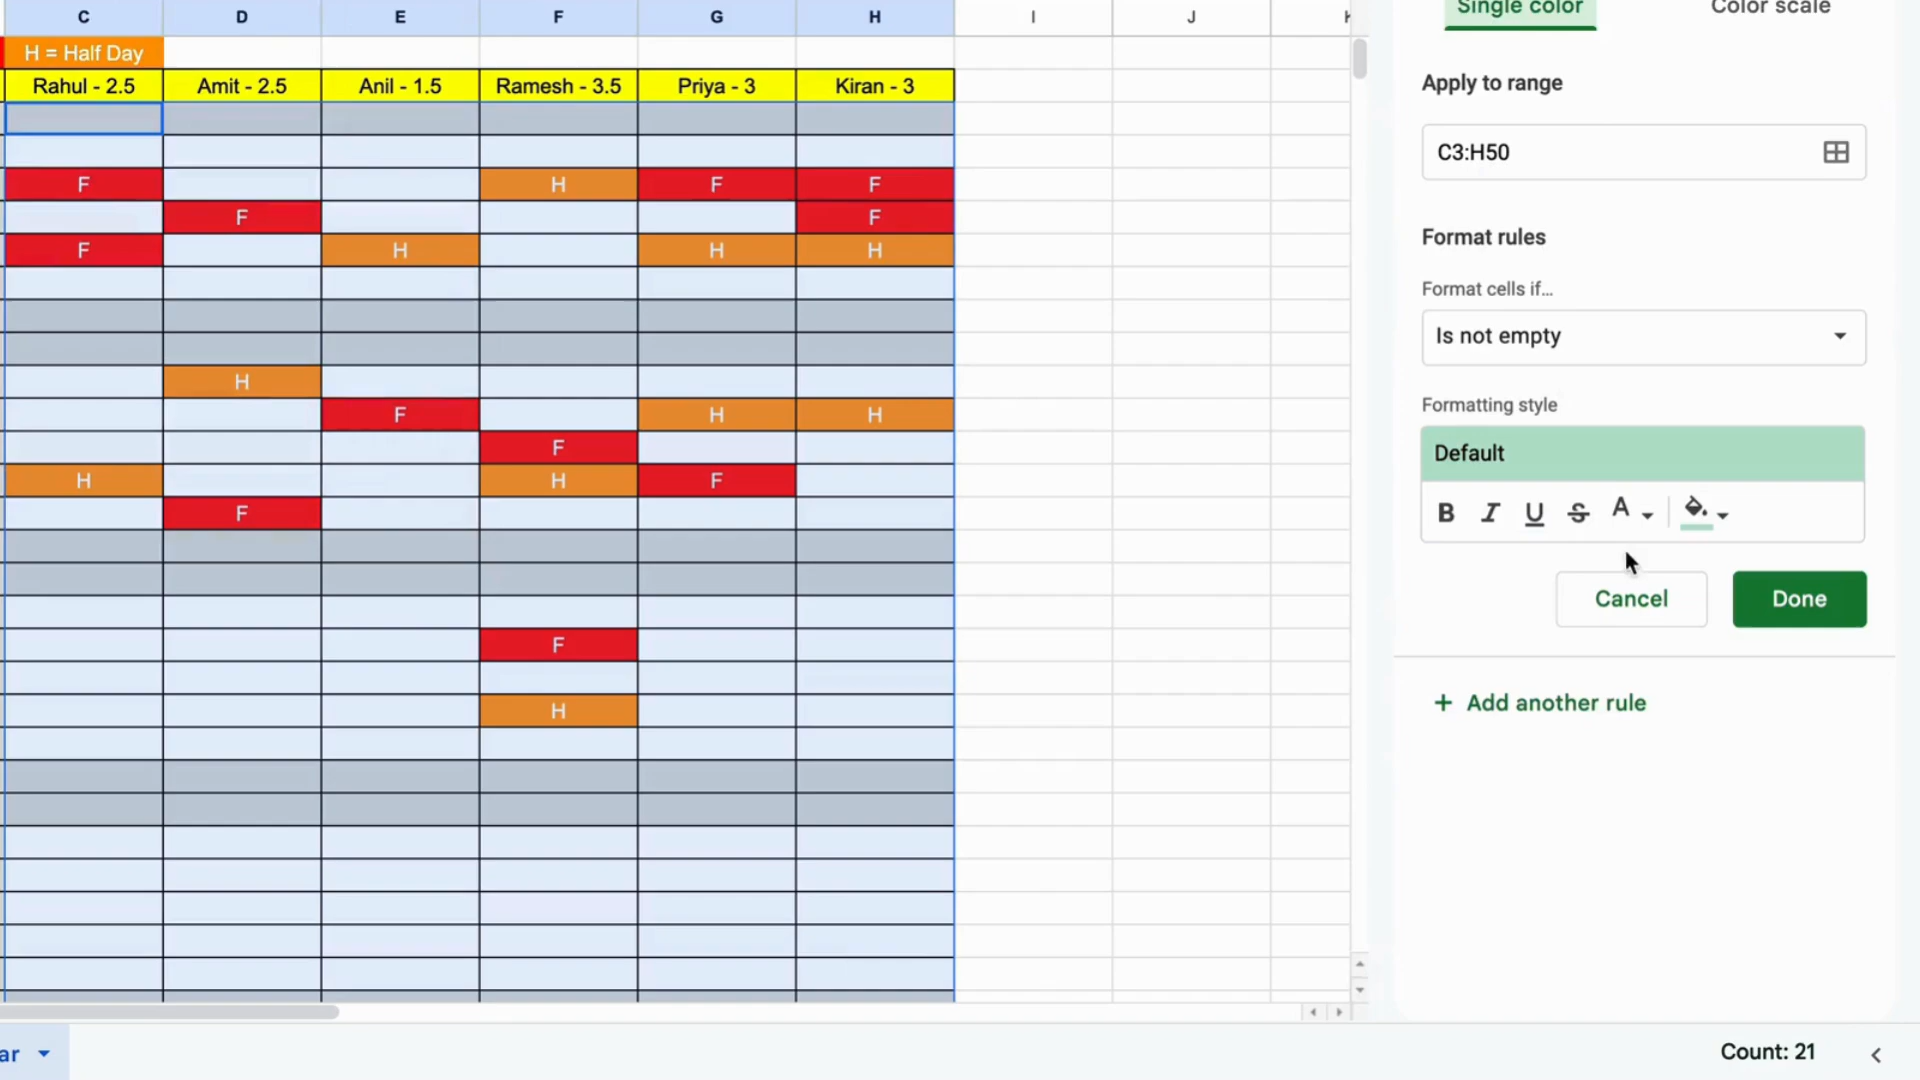 C D E F G H I J
H = Half Day
Rahul - 2.5 Amit - 2.5 Anil - 1.5 Ramesh - 3.5 Priya - 3 Kiran - 3
F H F F
F F
F H H H
H
F H H
F
H H F
F
F
H
ar
Count: 21
Single color Color scale
Apply to range
C3:H50
Format rules
Format cells if...
Is not empty
Formatting style
Default
B I U S A
Cancel Done
+ Add another rule